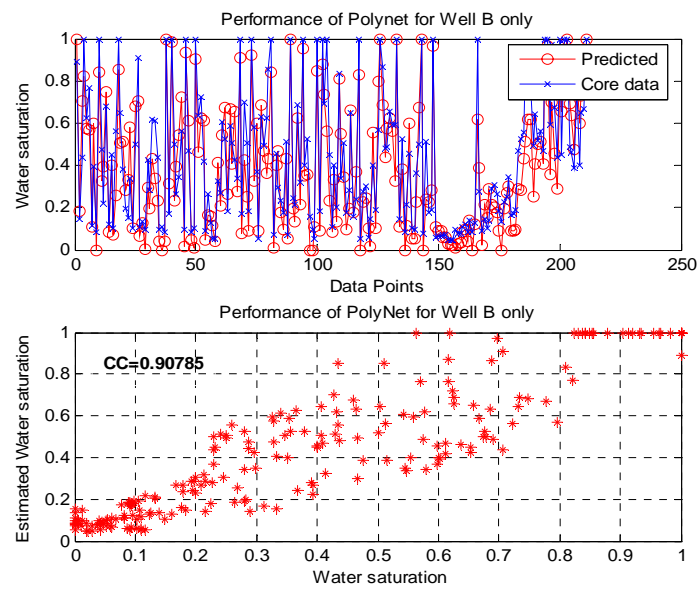 Performance of Polynet for Well B only
Water saturation
1
0.8
0.6
0.4
0.2
0
Predicted
Core data
0 50 100 150 200 250
Data Points
Performance of PolyNet for Well B only
Estimated Water saturation
1
0.8
0.6
0.4
0.2
0
CC=0.90785
0 0.1 0.2 0.3 0.4 0.5 0.6 0.7 0.8 0.9 1
Water saturation